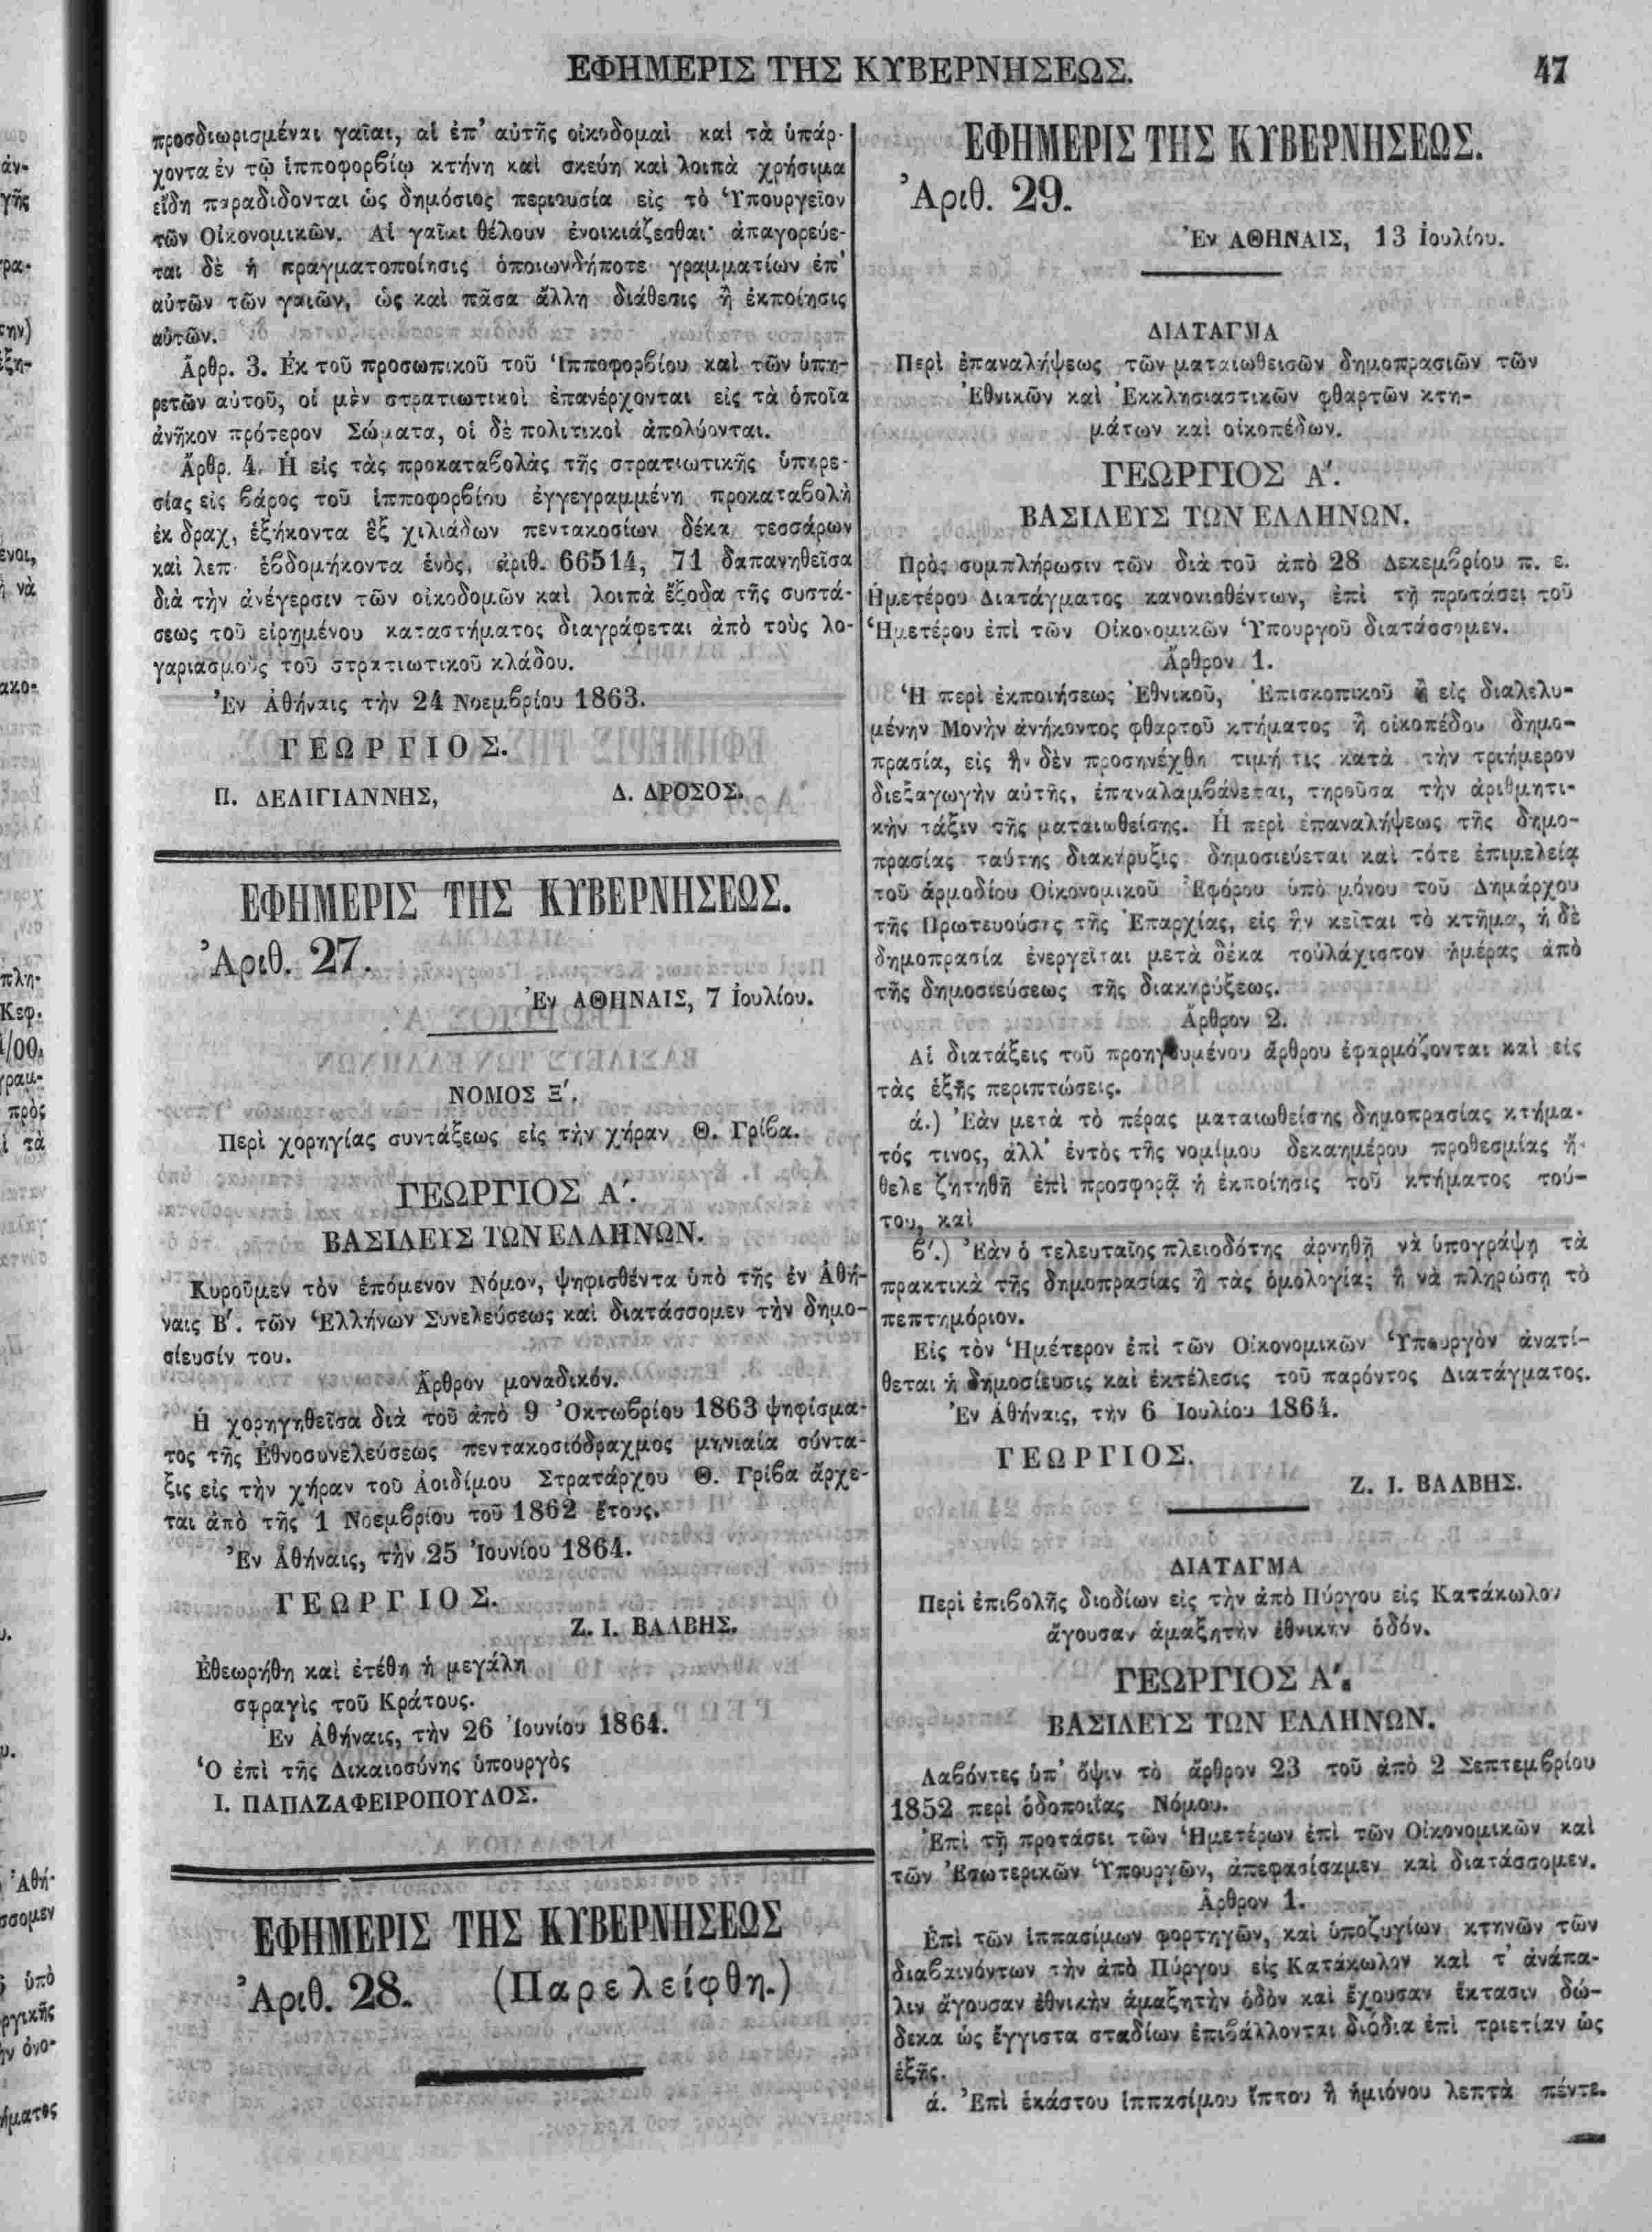 ΕΦΗΜΕΡΙΣ ΤΗΣ ΚΥΒΕΡΝΗΣΕΩΣ.
47
προσδιωρισμέναι γαῖαι, αἱ ἐπ’ αὐτῆς οἰκοδομαὶ καὶ τὰ ὑπάρ-
χοντα ἐν τῷ ἱπποφορβίῳ κτήνη καὶ σκεύη καὶ λοιπὰ χρήσιμα
εἴδη παραδίδονται ὡς δημόσιος περιουσία εἰς τὸ Ὑπουργεῖον
τῶν Οἰκονομικῶν. Αἱ γαῖαι θέλουν ἐνοικιάζεσθαι· ἀπαγορεύε-
ται δὲ ἡ πραγματοποίησις ὁποιωνδήποτε γραμματίων ἐπ’
αὐτῶν τῶν γαιῶν, ὡς καὶ πᾶσα ἄλλη διάθεσις ἢ ἐκποίησις
αὐτῶν.
Ἄρθρ. 3. Ἐκ τοῦ προσωπικοῦ τοῦ Ἱπποφορβίου καὶ τῶν ὑπη-
ρετῶν αὐτοῦ, οἱ μὲν στρατιωτικοὶ ἐπανέρχονται εἰς τὰ ὁποῖα
ἀνῆκον πρότερον Σώματα, οἱ δὲ πολιτικοὶ ἀπολύονται.
Ἄρθρ. 4. Ἡ εἰς τὰς προκαταβολὰς τῆς στρατιωτικῆς ὑπηρε-
σίας εἰς βάρος τοῦ ἱπποφορβίου ἐγγεγραμμένη προκαταβολὴ
ἐκ δραχ. ἑξήκοντα ἓξ χιλιάδων πεντακοσίων δέκα τεσσάρων
καὶ λεπ. ἑβδομήκοντα ἑνὸς, ἀριθ. 66514, 71 δαπανηθεῖσα
διὰ τὴν ἀνέγερσιν τῶν οἰκοδομῶν καὶ λοιπὰ ἔξοδα τῆς συστά-
σεως τοῦ εἰρημένου καταστήματος διαγράφεται ἀπὸ τοὺς λο-
γαριασμοὺς τοῦ στρατιωτικοῦ κλάδου.
Ἐν Ἀθήναις τὴν 24 Νοεμβρίου 1863.
ΓΕΩΡΓΙΟΣ.
Π. ΔΕΛΙΓΙΑΝΝΗΣ, Δ. ΔΡΟΣΟΣ.
ΕΦΗΜΕΡΙΣ ΤΗΣ ΚΥΒΕΡΝΗΣΕΩΣ.
Ἀριθ. 27.
Ἐν ΑΘΗΝΑΙΣ, 7 Ἰουλίου.
ΝΟΜΟΣ Ξ΄.
Περὶ χορηγίας συντάξεως εἰς τὴν χήραν Θ. Γρίβα.
ΓΕΩΡΓΙΟΣ Α΄.
ΒΑΣΙΛΕΥΣ ΤΩΝ ΕΛΛΗΝΩΝ.
Κυροῦμεν τὸν ἑπόμενον Νόμον, ψηφισθέντα ὑπὸ τῆς ἐν Ἀθή-
ναις Β΄. τῶν Ἑλλήνων Συνελεύσεως καὶ διατάσσομεν τὴν δημο-
σίευσίν του.
Ἄρθρον μοναδικόν.
Ἡ χορηγηθεῖσα διὰ τοῦ ἀπὸ 9 Ὀκτωβρίου 1863 ψηφίσμα-
τος τῆς Ἐθνοσυνελεύσεως πεντακοσιόδραχμος μηνιαία σύντα-
ξις εἰς τὴν χήραν τοῦ Ἀοιδίμου Στρατάρχου Θ. Γρίβα ἄρχε-
ται ἀπὸ τῆς 1 Νοεμβρίου τοῦ 1862 ἔτους.
Ἐν Ἀθήναις, τὴν 25 Ἰουνίου 1864.
ΓΕΩΡΓΙΟΣ.
Ζ. Ι. ΒΑΛΒΗΣ.
Ἐθεωρήθη καὶ ἐτέθη ἡ μεγάλη
σφραγὶς τοῦ Κράτους.
Ἐν Ἀθήναις, τὴν 26 Ἰουνίου 1864.
Ὁ ἐπὶ τῆς Δικαιοσύνης ὑπουργὸς
Ι. ΠΑΠΑΖΑΦΕΙΡΟΠΟΥΛΟΣ.
ΕΦΗΜΕΡΙΣ ΤΗΣ ΚΥΒΕΡΝΗΣΕΩΣ
Ἀριθ. 28. (Παρελείφθη.)
ΕΦΗΜΕΡΙΣ ΤΗΣ ΚΥΒΕΡΝΗΣΕΩΣ.
Ἀριθ. 29.
Ἐν ΑΘΗΝΑΙΣ, 13 Ἰουλίου.
ΔΙΑΤΑΓΜΑ
Περὶ ἐπαναλήψεως τῶν ματαιωθεισῶν δημοπρασιῶν τῶν
Ἐθνικῶν καὶ Ἐκκλησιαστικῶν φθαρτῶν κτη-
μάτων καὶ οἰκοπέδων.
ΓΕΩΡΓΙΟΣ Α΄.
ΒΑΣΙΛΕΥΣ ΤΩΝ ΕΛΛΗΝΩΝ.
Πρὸς συμπλήρωσιν τῶν διὰ τοῦ ἀπὸ 28 Δεκεμβρίου π. ε.
Ἡμετέρου Διατάγματος κανονισθέντων, ἐπὶ τῇ προτάσει τοῦ
Ἡμετέρου ἐπὶ τῶν Οἰκονομικῶν Ὑπουργοῦ διατάσσομεν.
Ἄρθρον 1.
Ἡ περὶ ἐκποιήσεως Ἐθνικοῦ, Ἐπισκοπικοῦ ἢ εἰς διαλελυ-
μένην Μονὴν ἀνήκοντος φθαρτοῦ κτήματος ἢ οἰκοπέδου δημο-
πρασία, εἰς ἣν δὲν προσηνέχθη τιμή τις κατὰ τὴν τριήμερον
διεξαγωγὴν αὐτῆς, ἐπαναλαμβάνεται, τηροῦσα τὴν ἀριθμητι-
κὴν τάξιν τῆς ματαιωθείσης. Ἡ περὶ ἐπαναλήψεως τῆς δημο-
πρασίας ταύτης διακήρυξις δημοσιεύεται καὶ τότε ἐπιμελείᾳ
τοῦ ἁρμοδίου Οἰκονομικοῦ Ἐφόρου ὑπὸ μόνου τοῦ Δημάρχου
τῆς Πρωτευούσης τῆς Ἐπαρχίας, εἰς ἣν κεῖται τὸ κτῆμα, ἡ δὲ
δημοπρασία ἐνεργεῖται μετὰ δέκα τοὐλάχιστον ἡμέρας ἀπὸ
τῆς δημοσιεύσεως τῆς διακηρύξεως.
Ἄρθρον 2.
Αἱ διατάξεις τοῦ προηγουμένου ἄρθρου ἐφαρμόζονται καὶ εἰς
τὰς ἑξῆς περιπτώσεις.
ά.) Ἐὰν μετὰ τὸ πέρας ματαιωθείσης δημοπρασίας κτήμα-
τός τινος, ἀλλ’ ἐντὸς τῆς νομίμου δεκαημέρου προθεσμίας ἤ-
θελε ζητηθῆ ἐπὶ προσφορᾷ ἡ ἐκποίησις τοῦ κτήματος τού-
του, καὶ
β΄.) Ἐὰν ὁ τελευταῖος πλειοδότης ἀρνηθῇ νὰ ὑπογράψῃ τὰ
πρακτικὰ τῆς δημοπρασίας ἢ τὰς ὁμολογίας ἢ νὰ πληρώσῃ τὸ
πεπτημόριον.
Εἰς τὸν Ἡμέτερον ἐπὶ τῶν Οἰκονομικῶν Ὑπουργὸν ἀνατί-
θεται ἡ δημοσίευσις καὶ ἐκτέλεσις τοῦ παρόντος Διατάγματος.
Ἐν Ἀθήναις, τὴν 6 Ἰουλίου 1864.
ΓΕΩΡΓΙΟΣ.
Ζ. Ι. ΒΑΛΒΗΣ.
ΔΙΑΤΑΓΜΑ
Περὶ ἐπιβολῆς διοδίων εἰς τὴν ἀπὸ Πύργου εἰς Κατάκωλον
ἄγουσαν ἁμαξητὴν ἐθνικὴν ὁδόν.
ΓΕΩΡΓΙΟΣ Α΄.
ΒΑΣΙΛΕΥΣ ΤΩΝ ΕΛΛΗΝΩΝ.
Λαβόντες ὑπ’ ὄψιν τὸ ἄρθρον 23 τοῦ ἀπὸ 2 Σεπτεμβρίου
1852 περὶ ὁδοποιΐας Νόμου.
Ἐπὶ τῇ προτάσει τῶν Ἡμετέρων ἐπὶ τῶν Οἰκονομικῶν καὶ
τῶν Ἐσωτερικῶν Ὑπουργῶν, ἀπεφασίσαμεν καὶ διατάσσομεν.
Ἄρθρον 1.
Ἐπὶ τῶν ἱππασίμων φορτηγῶν, καὶ ὑποζυγίων κτηνῶν τῶν
διαβαινόντων τὴν ἀπὸ Πύργου εἰς Κατάκωλον καὶ τ’ ἀνάπα-
λιν ἄγουσαν ἐθνικὴν ἁμαξητὴν ὁδὸν καὶ ἔχουσαν ἔκτασιν δώ-
δεκα ὡς ἔγγιστα σταδίων ἐπιβάλλονται διόδια ἐπὶ τριετίαν ὡς
ἑξῆς.
ά. Ἐπὶ ἑκάστου ἱππασίμου ἵππου ἢ ἡμιόνου λεπτὰ πέντε.